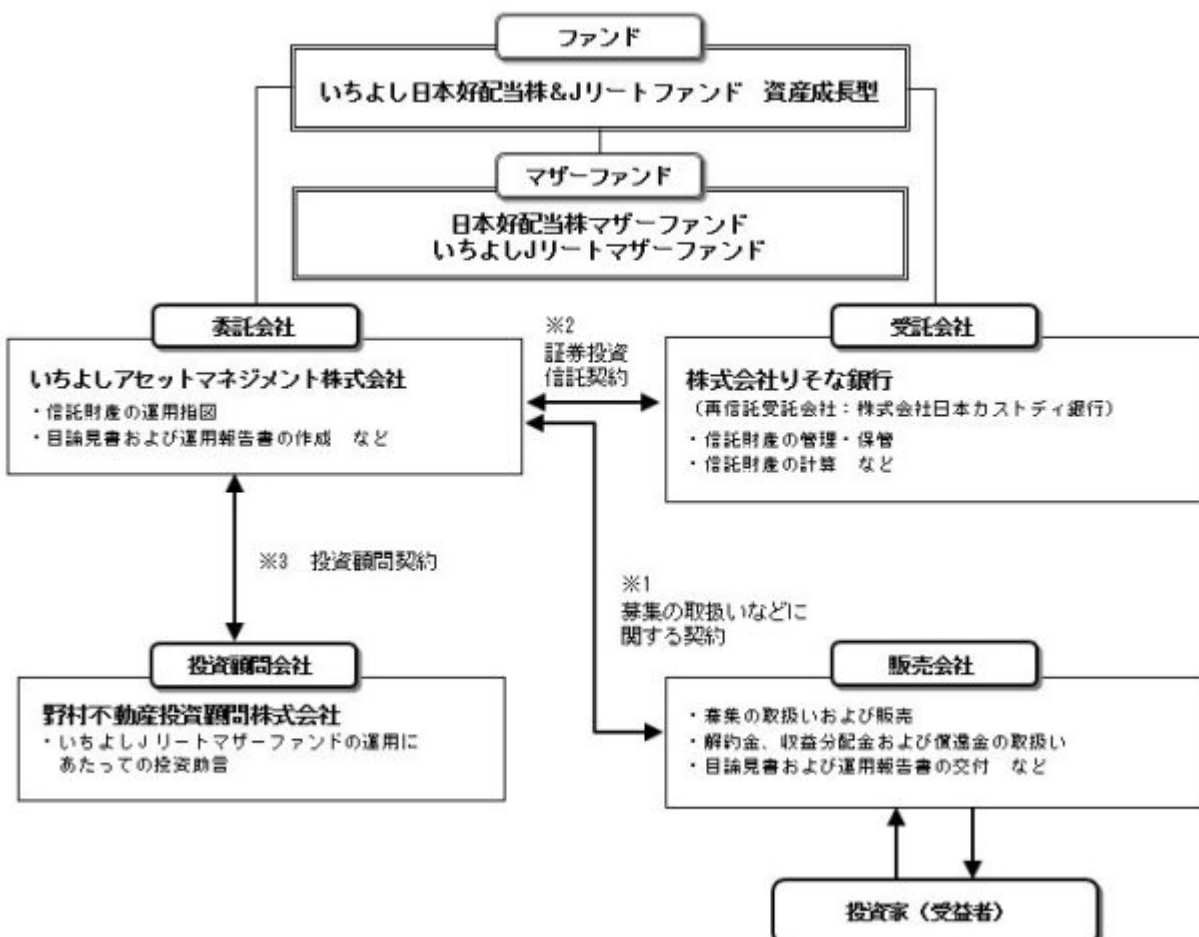 ファンド
いちよし日本好配当株&Jリートファンド 資産成長型
マザーファンド
日本好配当株マザーファンド
いちよしJリートマザーファンド
委託会社
いちよしアセットマネジメント株式会社
・信託財産の運用指図
・目論見書および運用報告書の作成 など
※2
証券投資
信託契約
受託会社
株式会社りそな銀行
(再信託受託会社:株式会社日本カストディ銀行)
・信託財産の管理・保管
・信託財産の計算 など
※3 投資顧問契約
※1
募集の取扱いなどに
関する契約
投資顧問会社
野村不動産投資顧問株式会社
・いちよしJリートマザーファンドの運用に
あたっての投資助言
販売会社
・募集の取扱いおよび販売
・解約金、収益分配金および償還金の取扱い
・目論見書および運用報告書の交付 など
投資家(受益者)